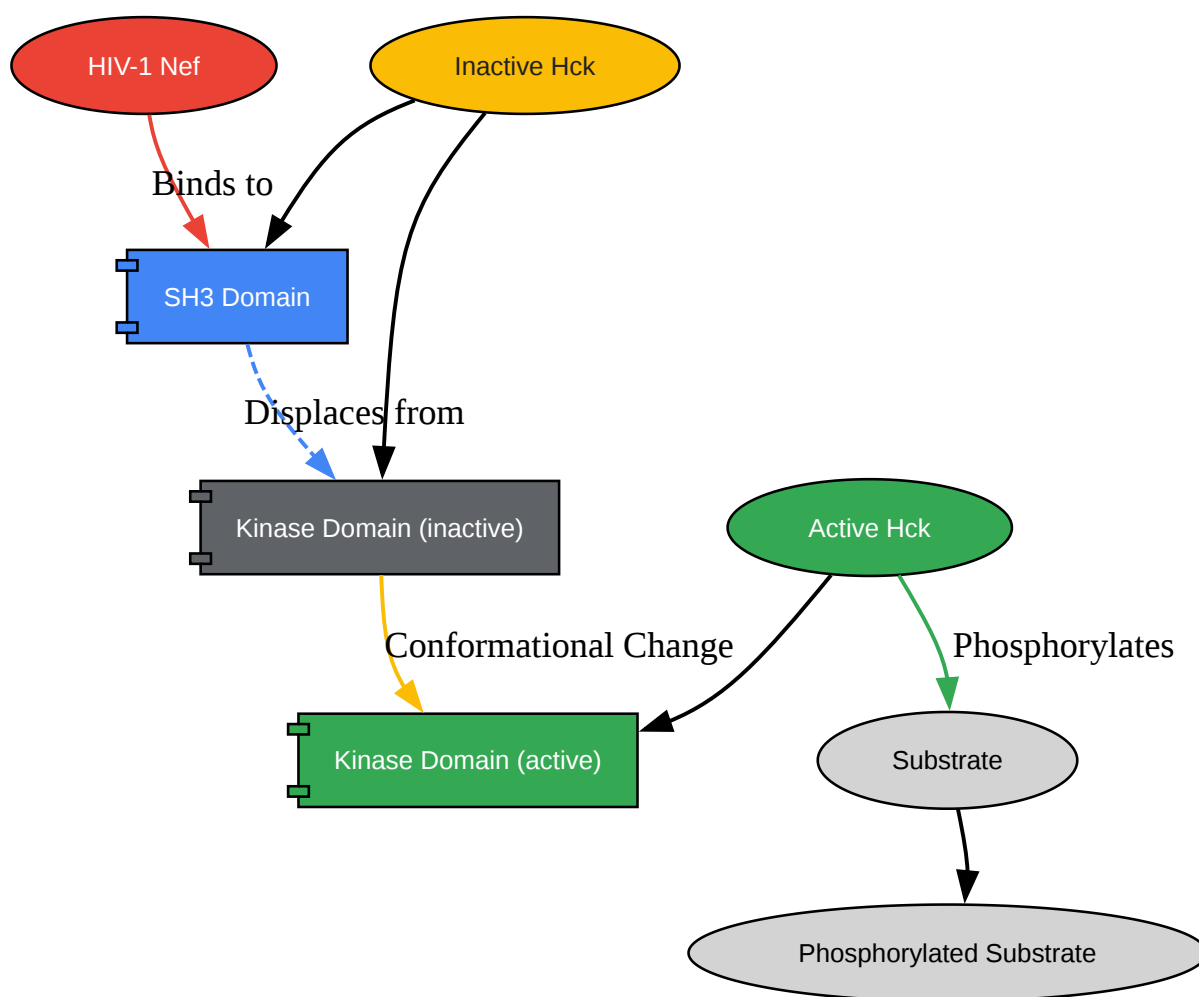 HIV-1 Nef
Inactive Hck
Binds to
SH3 Domain
Displaces from
Kinase Domain (inactive)
Active Hck
Conformational Change
Phosphorylates
Kinase Domain (active)
Substrate
Phosphorylated Substrate